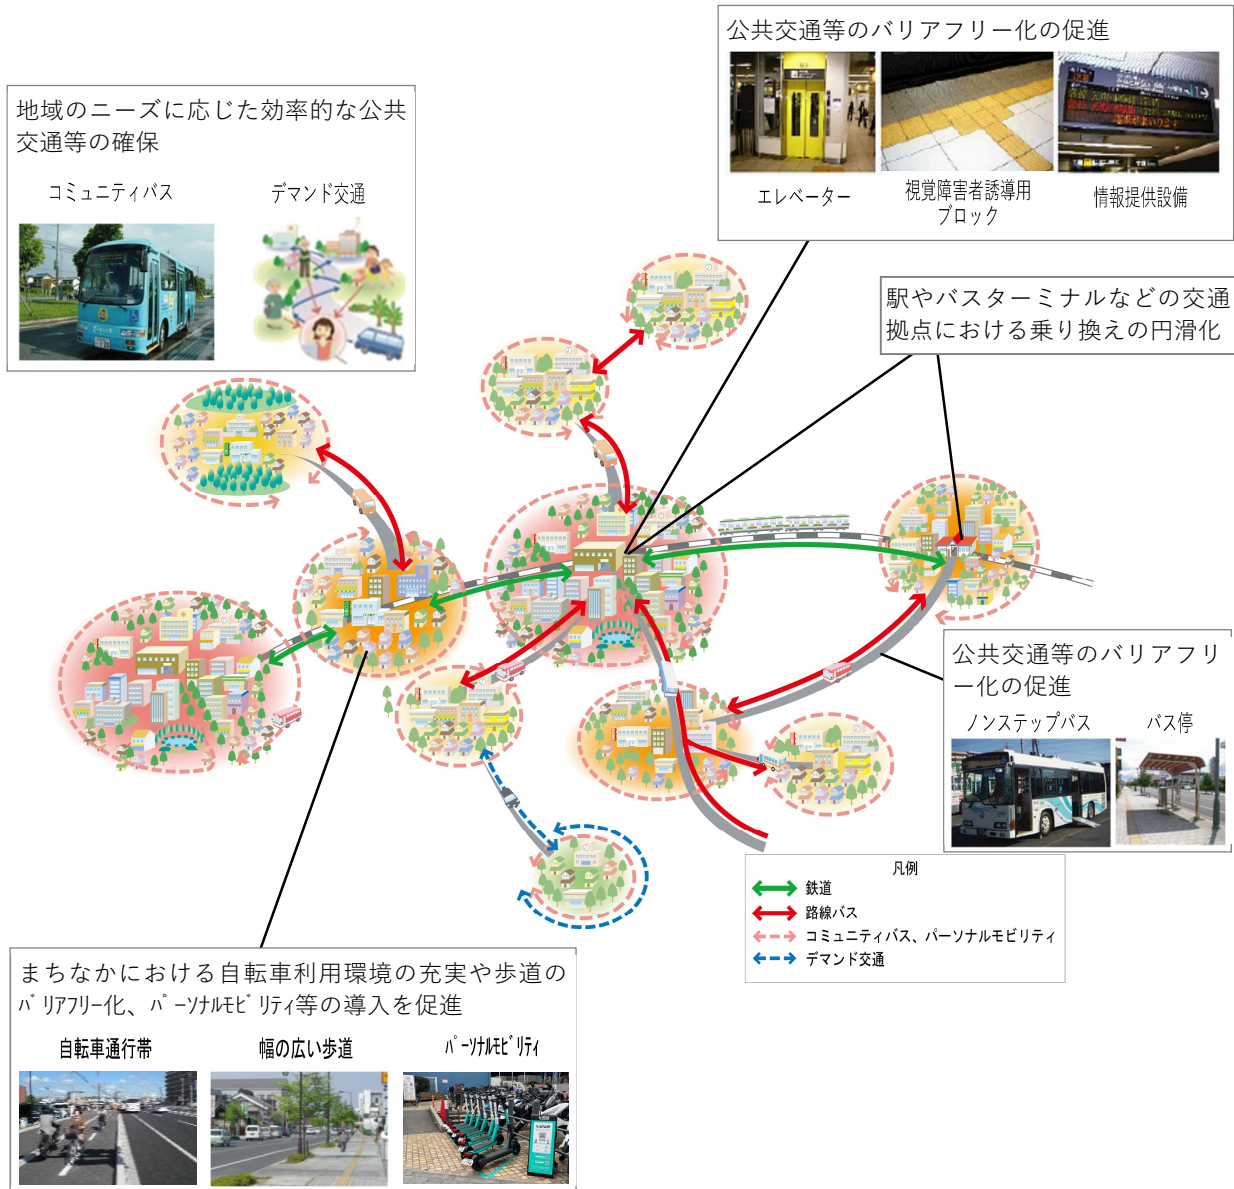 公共交通等のバリアフリー化の促進
エレベーター
視覚障害者誘導用
ブロック
情報提供設備
地域のニーズに応じた効率的な公共
交通等の確保
コミュニティバス
デマンド交通
駅やバスターミナルなどの交通
拠点における乗り換えの円滑化
公共交通等のバリアフリ
ー化の促進
ノンステップバス
バス停
凡例
鉄道
路線バス
コミュニティバス、パーソナルモビリティ
デマンド交通
まちなかにおける自転車利用環境の充実や歩道の
バリアフリー化、パーソナルモビリティ等の導入を促進
自転車通行帯
幅の広い歩道
パーソナルモビリティ